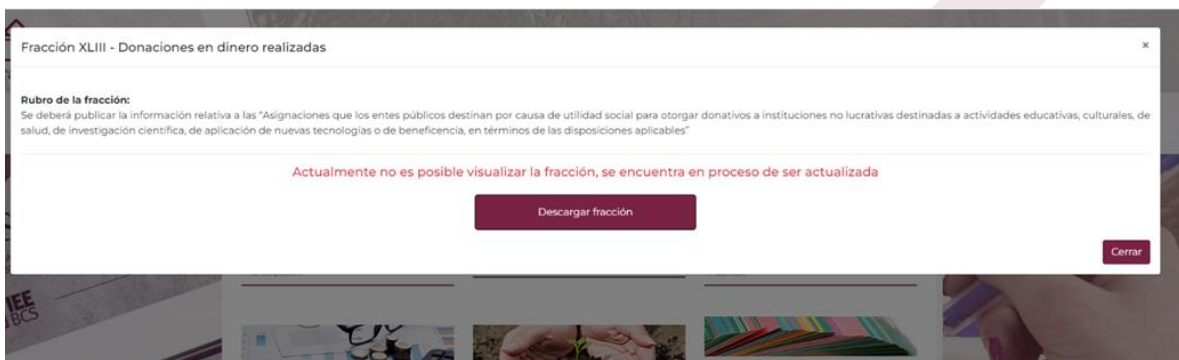 Fracción XLIII - Donaciones en dinero realizadas
×
Rubro de la fracción:
Se deberá publicar la información relativa a las "Asignaciones que los entes públicos destinan por causa de utilidad social para otorgar donativos a instituciones no lucrativas destinadas a actividades educativas, culturales, de
salud, de investigación científica, de aplicación de nuevas tecnologías o de beneficencia, en términos de las disposiciones aplicables"
Actualmente no es posible visualizar la fracción, se encuentra en proceso de ser actualizada
Descargar fracción
Cerrar
IEE
BCS